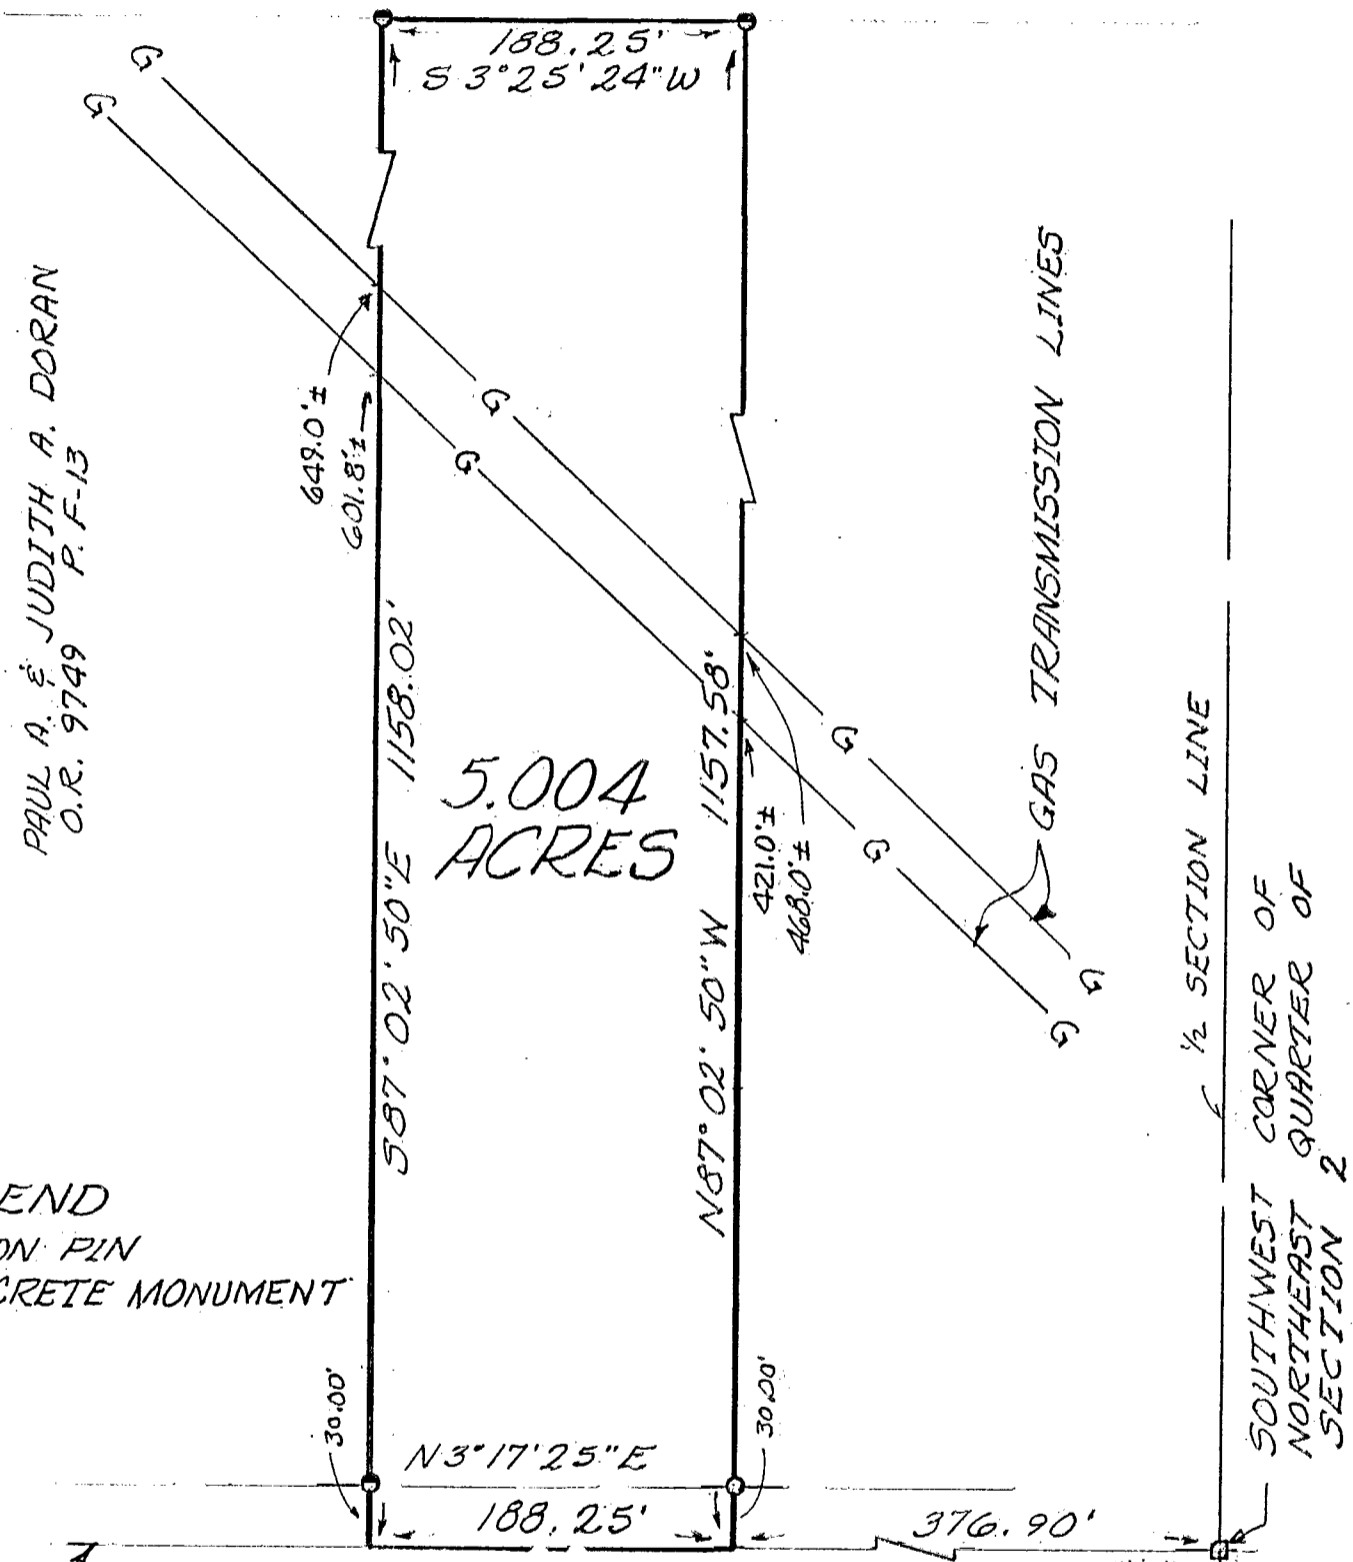 188.25'
S 3°25'24"W
G
G
PAUL A. & JUDITH A. DORAN
O.R. 9749 P. F-13
649.0'±
601.8'±
G
G
GAS TRANSMISSION LINES
S87°02'50"E 1158.02'
5.004
ACRES
N87°02'50"W 1157.58'
421.0'±
468.0'±
G
G
G
G
½ SECTION LINE
SOUTHWEST CORNER OF
NORTHEAST QUARTER OF
SECTION 2
END
ON PIN
CRETE MONUMENT
30.00'
30.00'
N 3°17'25"E
188.25'
376.90'